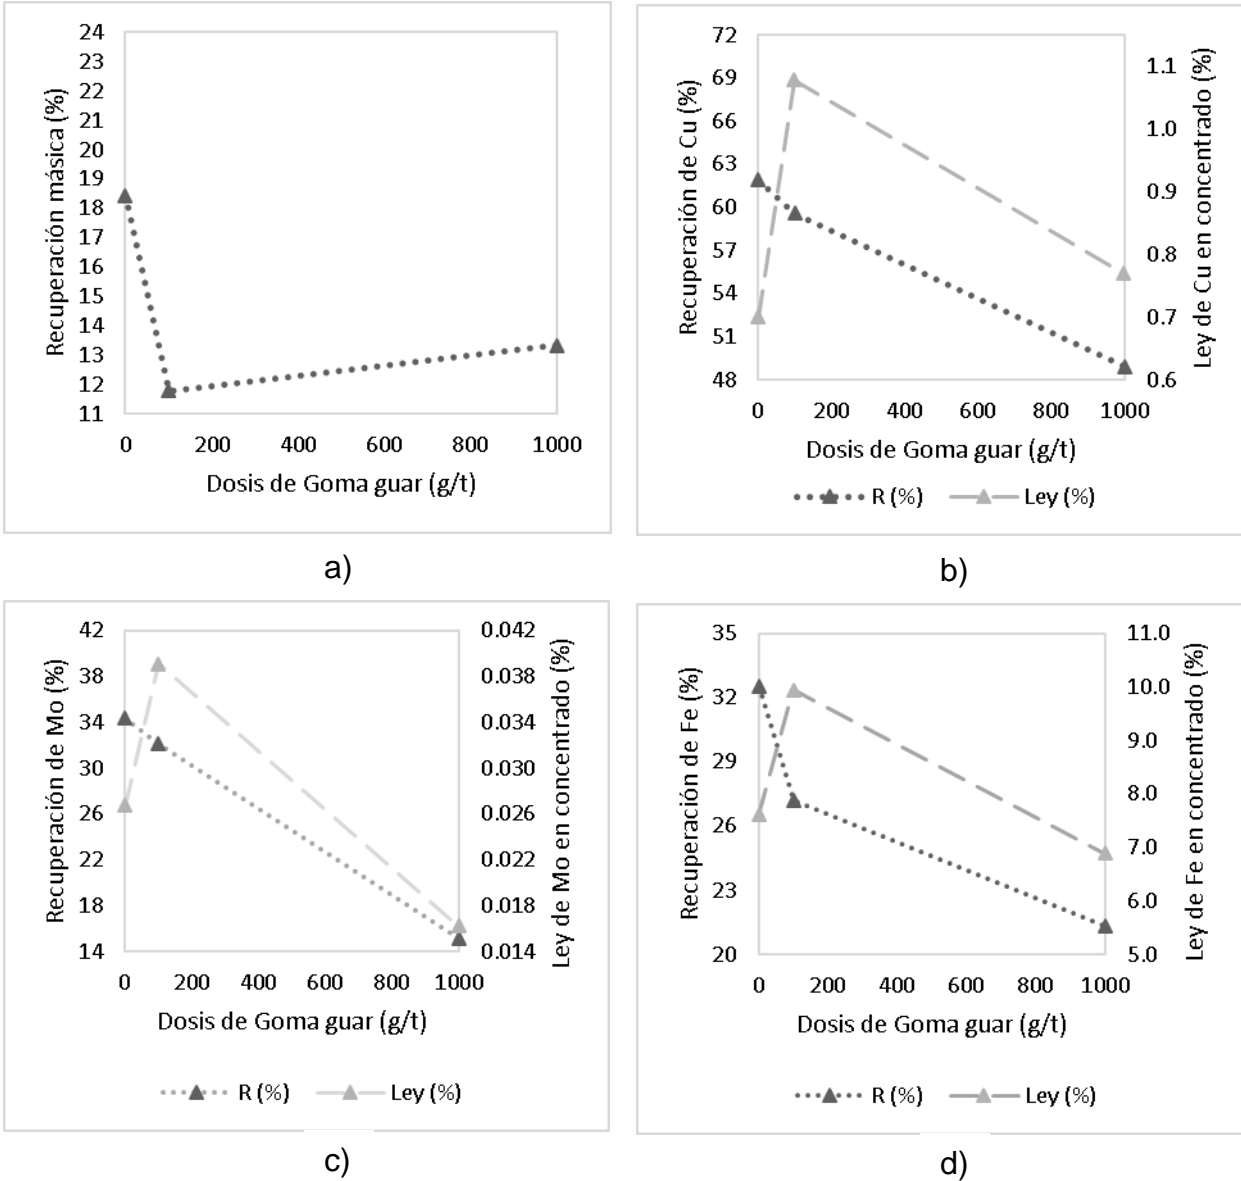 Recuperación másica (%)
24
23
22
21
20
19
18
17
16
15
14
13
12
11
0 200 400 600 800 1000
Dosis de Goma guar (g/t)
a)
Recuperación de Cu (%)
72
69
66
63
60
57
54
51
48
Ley de Cu en concentrado (%)
1.1
1.0
0.9
0.8
0.7
0.6
0 200 400 600 800 1000
Dosis de Goma guar (g/t)
R (%) Ley (%)
b)
Recuperación de Mo (%)
42
38
34
30
26
22
18
14
Ley de Mo en concentrado (%)
0.042
0.038
0.034
0.030
0.026
0.022
0.018
0.014
0 200 400 600 800 1000
Dosis de Goma guar (g/t)
R (%) Ley (%)
c)
Recuperación de Fe (%)
35
32
29
26
23
20
Ley de Fe en concentrado (%)
11.0
10.0
9.0
8.0
7.0
6.0
5.0
0 200 400 600 800 1000
Dosis de Goma guar (g/t)
R (%) Ley (%)
d)